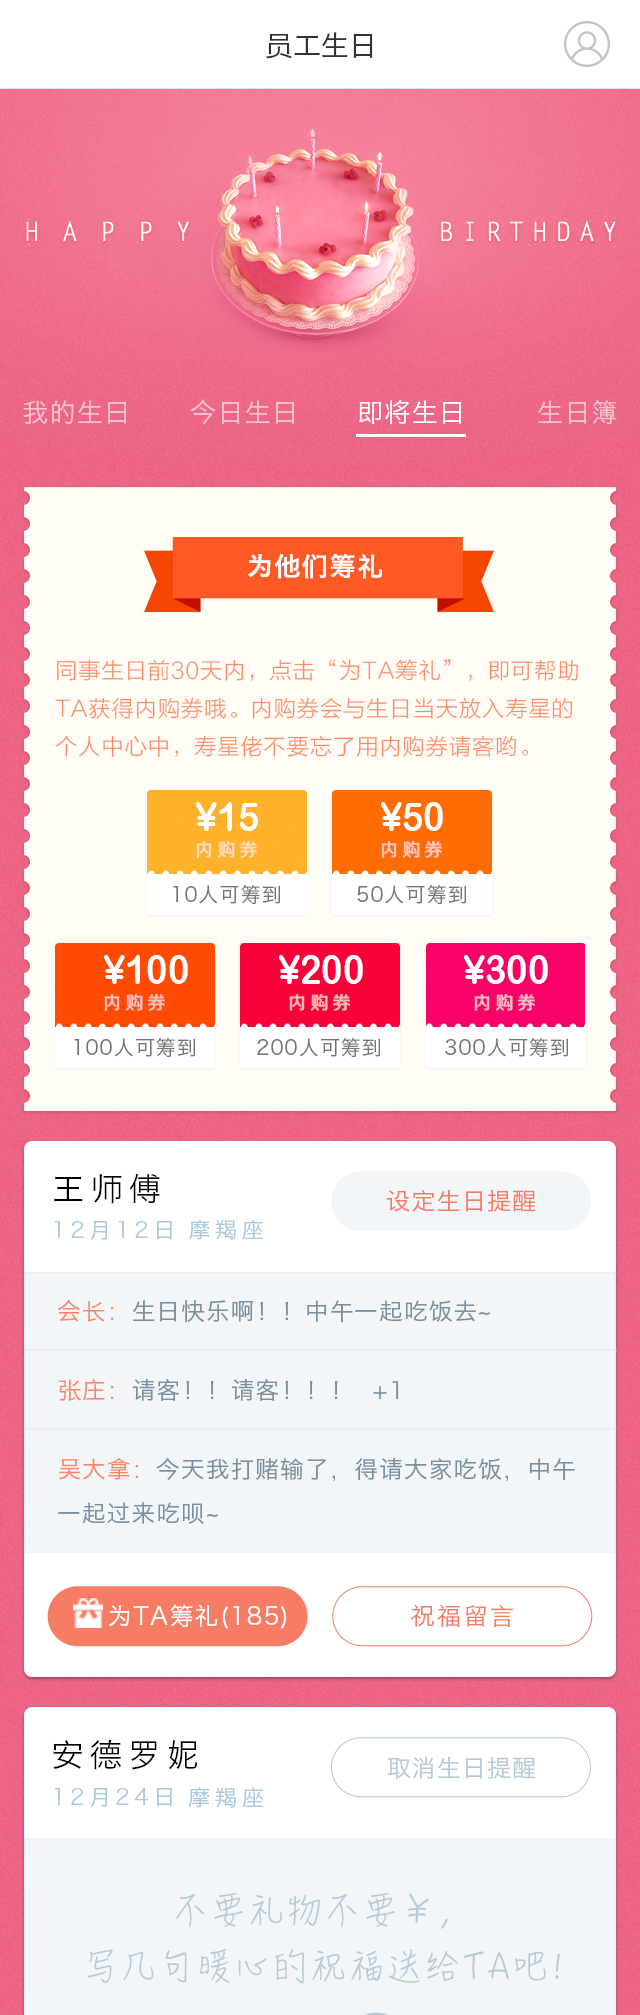 员工生日
HAPPY BIRTHDAY
我的生日 今日生日 即将生日 生日簿
为他们筹礼
同事生日前30天内，点击“为TA筹礼”，即可帮助
TA获得内购券哦。内购券会与生日当天放入寿星的
个人中心中，寿星佬不要忘了用内购券请客哟。
¥15 ¥50
内购券 内购券
10人可筹到 50人可筹到
¥100 ¥200 ¥300
内购券 内购券 内购券
100人可筹到 200人可筹到 300人可筹到
王师傅 设定生日提醒
12月12日 摩羯座
会长：生日快乐啊！！中午一起吃饭去~
张庄：请客！！请客！！！ +1
吴大拿：今天我打赌输了，得请大家吃饭，中午
一起过来吃呗~
为TA筹礼(185) 祝福留言
安德罗妮 取消生日提醒
12月24日 摩羯座
不要礼物不要¥，
写几句暖心的祝福送给TA吧！